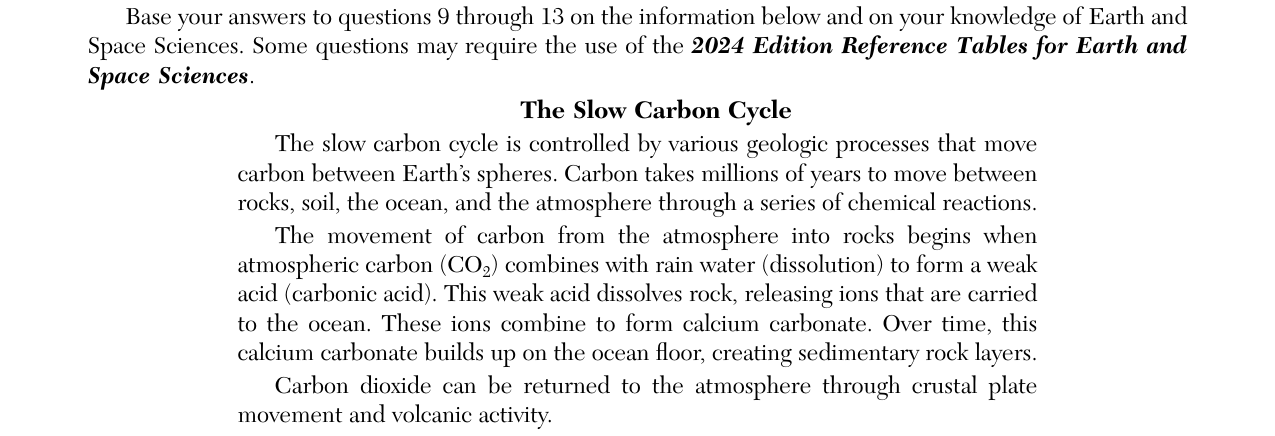 Base your answers to questions 9 through 13 on the information below and on your knowledge of Earth and
Space Sciences. Some questions may require the use of the 2024 Edition Reference Tables for Earth and
Space Sciences.
The Slow Carbon Cycle
The slow carbon cycle is controlled by various geologic processes that move
carbon between Earth’s spheres. Carbon takes millions of years to move between
rocks, soil, the ocean, and the atmosphere through a series of chemical reactions.
The movement of carbon from the atmosphere into rocks begins when
atmospheric carbon (CO₂) combines with rain water (dissolution) to form a weak
acid (carbonic acid). This weak acid dissolves rock, releasing ions that are carried
to the ocean. These ions combine to form calcium carbonate. Over time, this
calcium carbonate builds up on the ocean floor, creating sedimentary rock layers.
Carbon dioxide can be returned to the atmosphere through crustal plate
movement and volcanic activity.